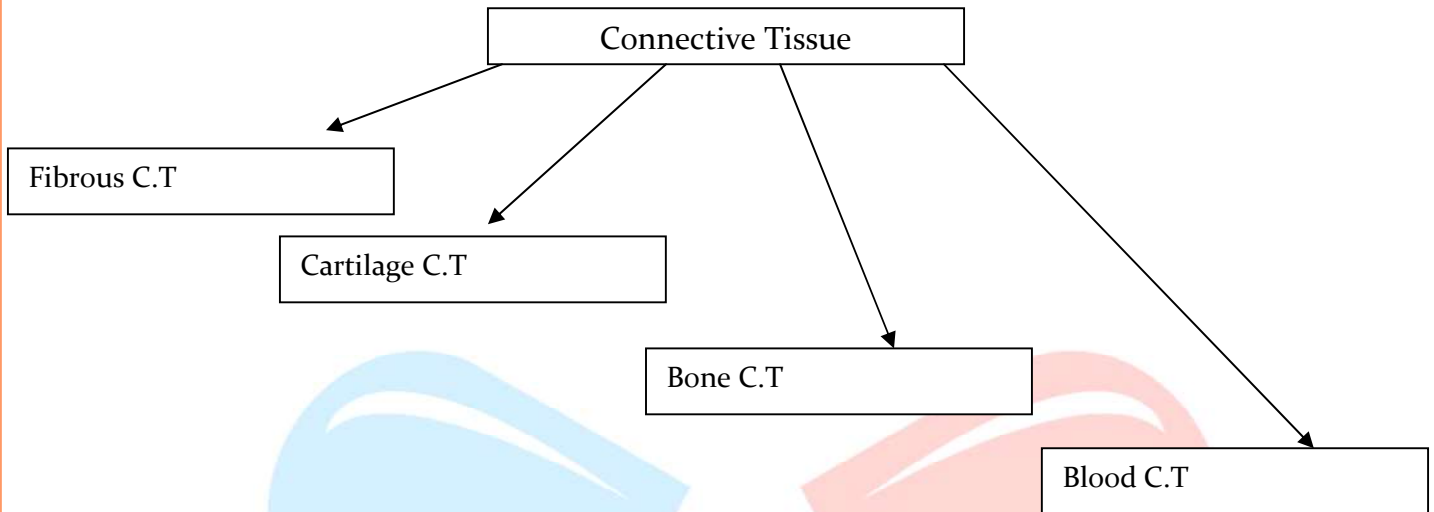 Connective Tissue
Fibrous C.T
Cartilage C.T
Bone C.T
Blood C.T